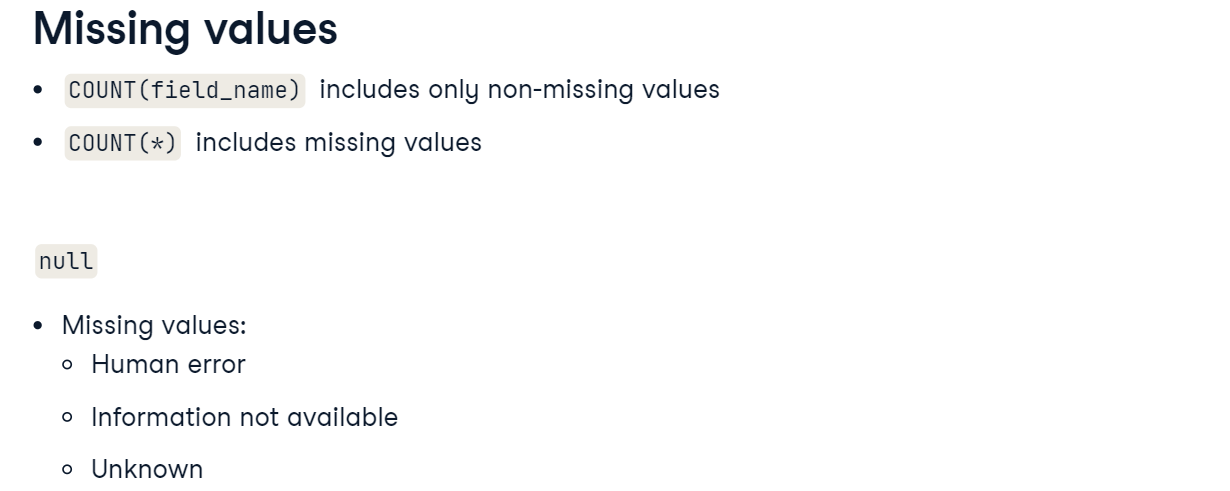 Missing values
• COUNT(field_name) includes only non-missing values
• COUNT(*) includes missing values
null
• Missing values:
◦ Human error
◦ Information not available
◦ Unknown